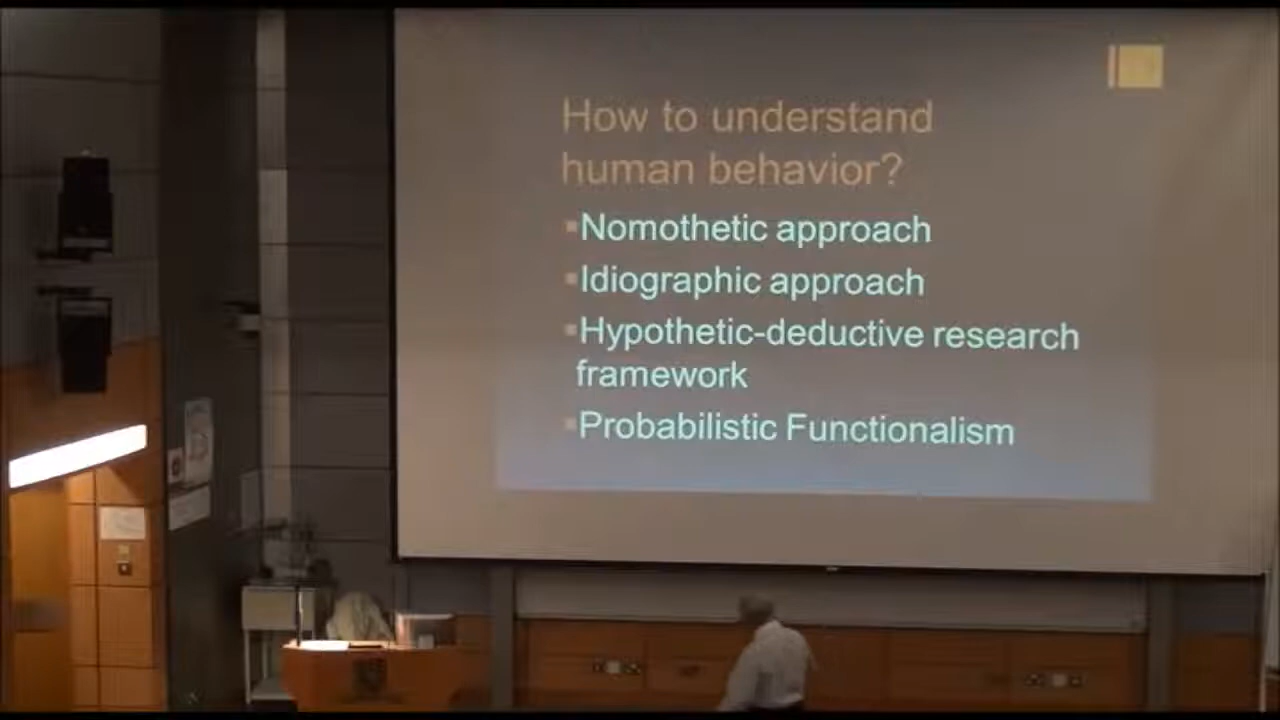 How to understand
human behavior?
▪Nomothetic approach
▪Idiographic approach
▪Hypothetic-deductive research
framework
▪Probabilistic Functionalism